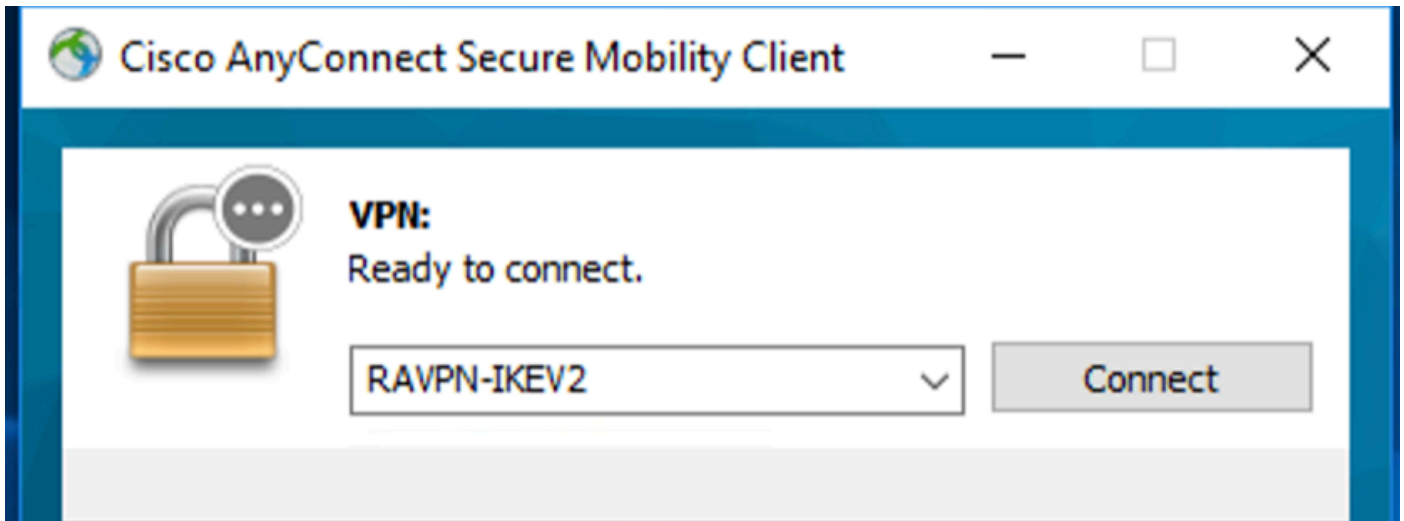 Cisco AnyConnect Secure Mobility Client
VPN:
Ready to connect.
RAVPN-IKEV2
Connect